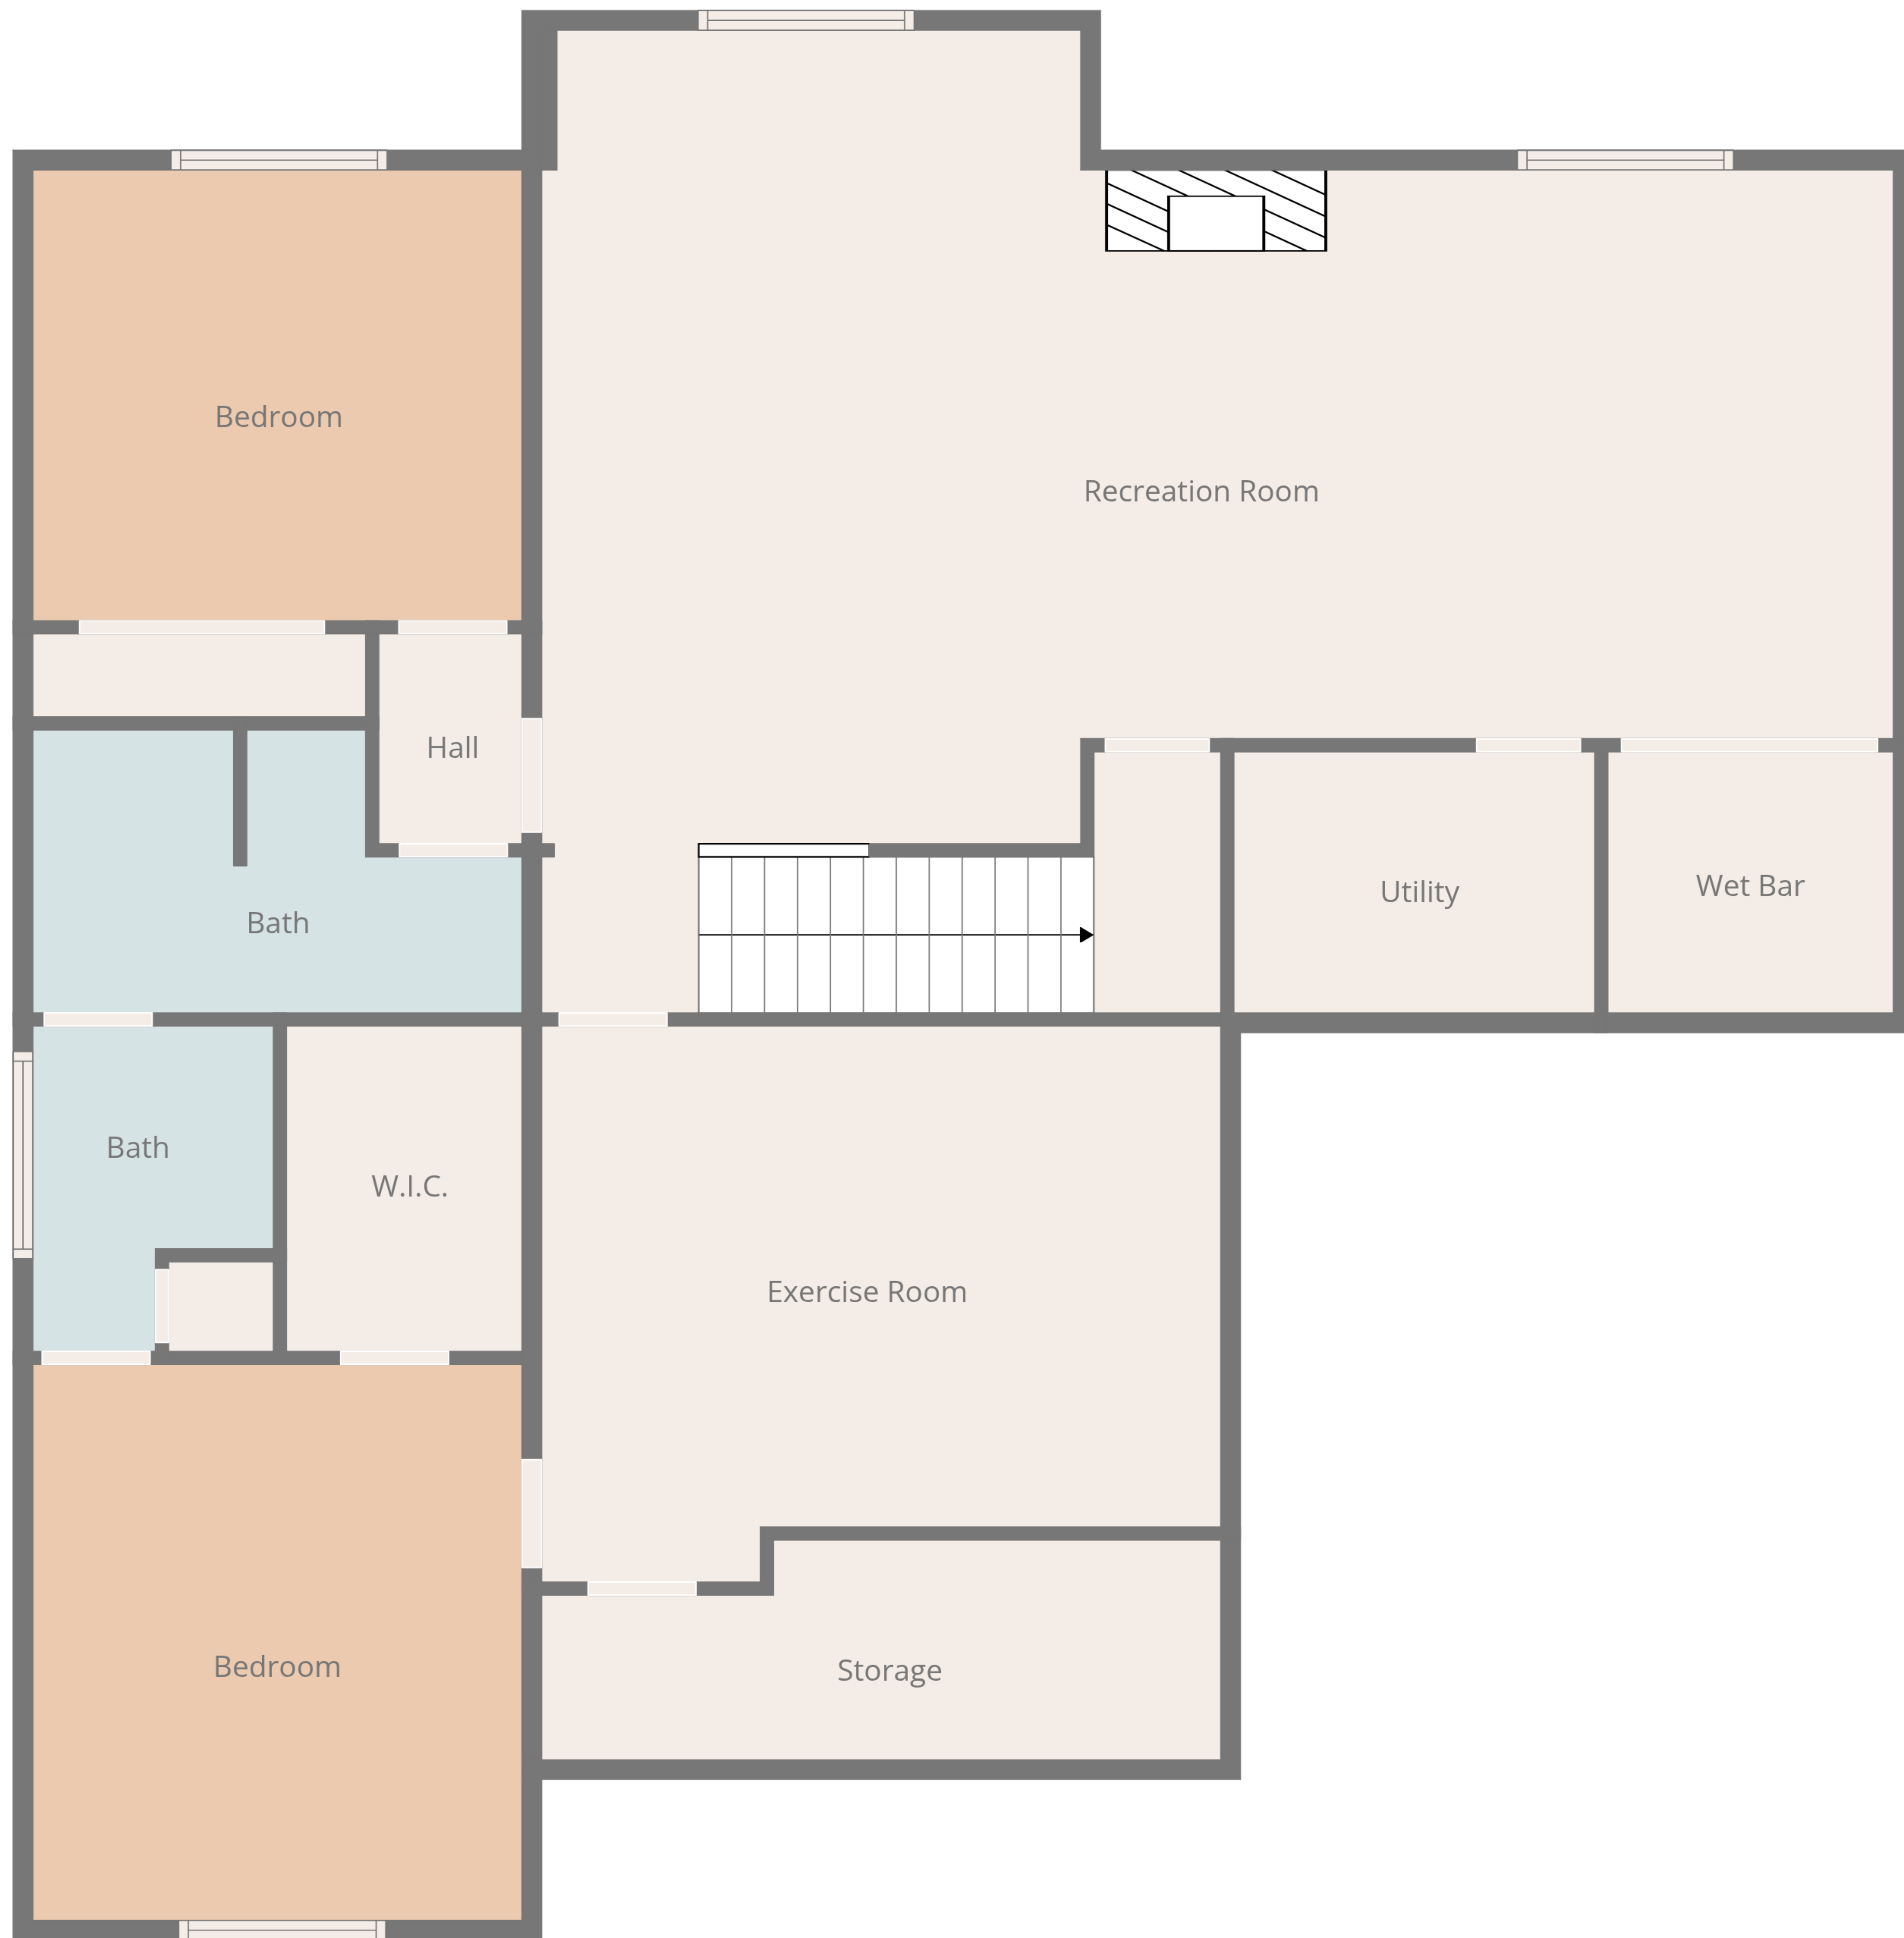 Bedroom
Recreation Room
Hall
Utility
Wet Bar
Bath
Bath
W.I.C.
Exercise Room
Bedroom
Storage